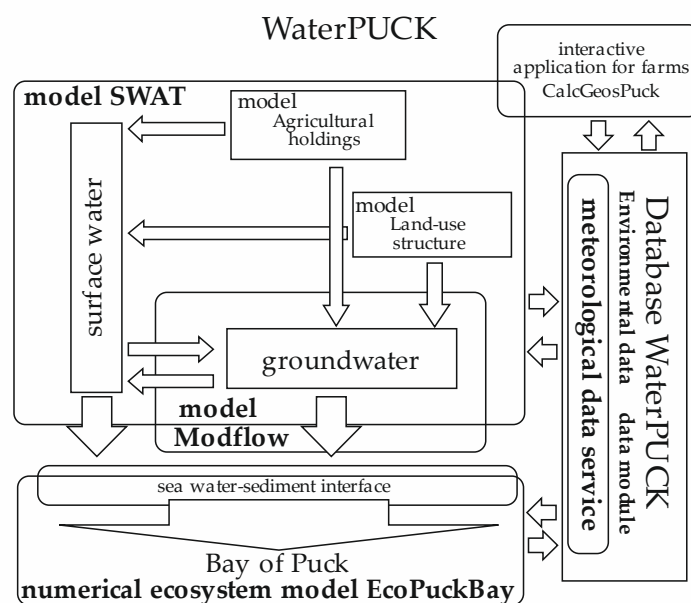 WaterPUCK
interactive
application for farms
CalcGeosPuck
model SWAT
model
Agricultural
holdings
model
Land-use
structure
surface water
groundwater
model
Modflow
sea water-sediment interface
Bay of Puck
numerical ecosystem model EcoPuckBay
Database WaterPUCK
Environmental data data module
meteorological data service